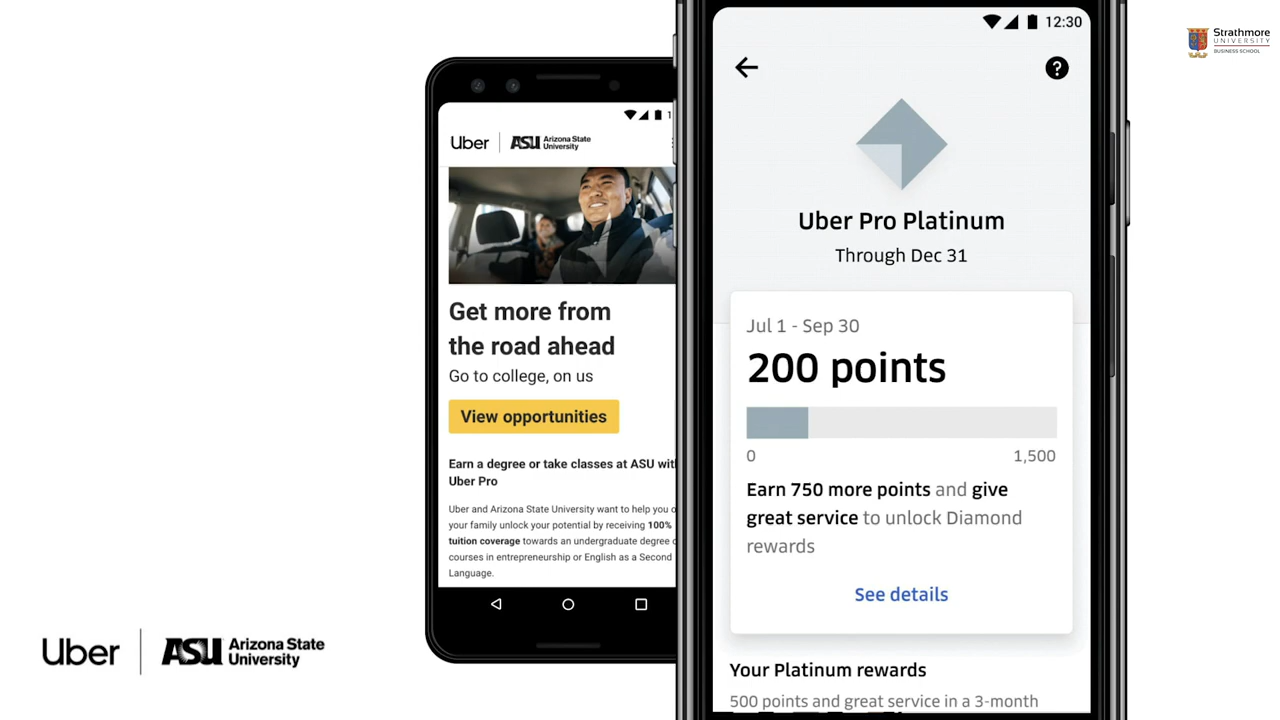 Strathmore
UNIVERSITY
BUSINESS SCHOOL
Uber
ASU Arizona State
University
Get more from
the road ahead
Go to college, on us
View opportunities
Earn a degree or take classes at ASU
Uber Pro
Uber and Arizona State University want to help you
your family unlock your potential by receiving 100%
tuition coverage towards an undergraduate degree
courses in entrepreneurship or English as a Second
Language.
12:30
Uber Pro Platinum
Through Dec 31
Jul 1 - Sep 30
200 points
0 1,500
Earn 750 more points and give
great service to unlock Diamond
rewards
See details
Your Platinum rewards
500 points and great service in a 3-month
Uber
ASU Arizona State
University